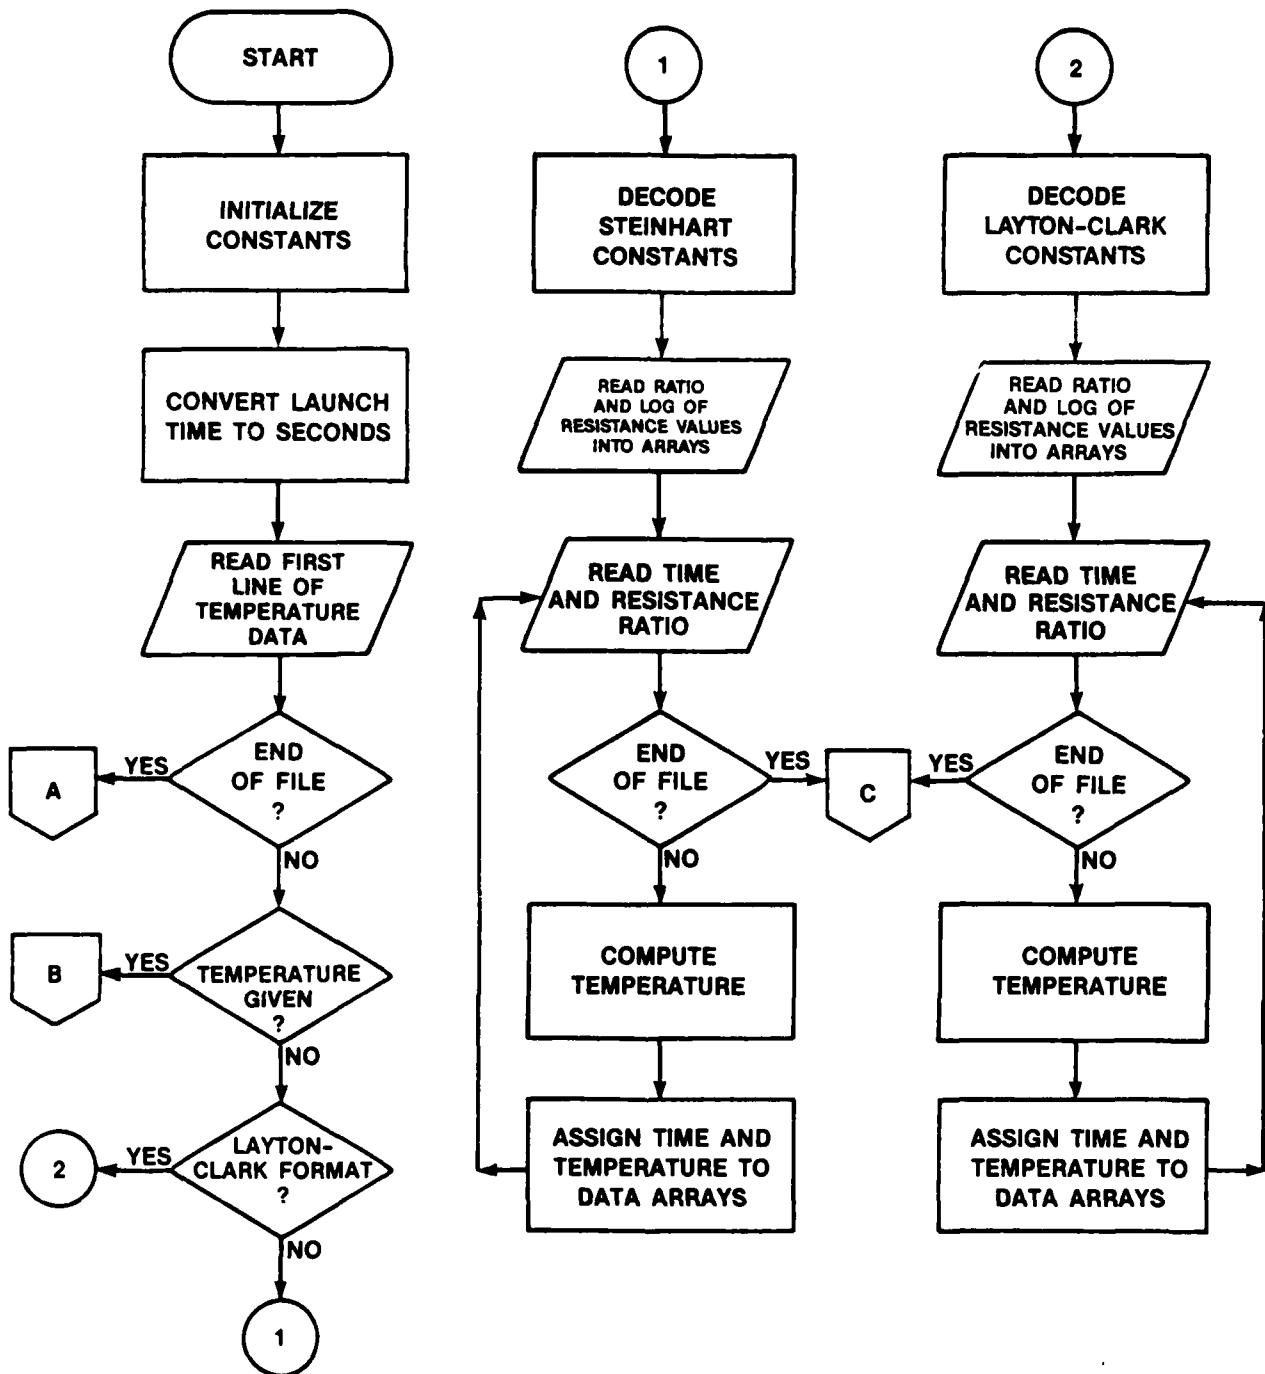 START
INITIALIZE
CONSTANTS
CONVERT LAUNCH
TIME TO SECONDS
READ FIRST
LINE OF
TEMPERATURE
DATA
END
OF FILE
?
YES
A
NO
TEMPERATURE
GIVEN
?
YES
B
NO
LAYTON-
CLARK FORMAT
?
YES
2
NO
1
1
DECODE
STEINHART
CONSTANTS
READ RATIO
AND LOG OF
RESISTANCE VALUES
INTO ARRAYS
READ TIME
AND RESISTANCE
RATIO
END
OF FILE
?
YES
C
NO
COMPUTE
TEMPERATURE
ASSIGN TIME AND
TEMPERATURE TO
DATA ARRAYS
2
DECODE
LAYTON-CLARK
CONSTANTS
READ RATIO
AND LOG OF
RESISTANCE VALUES
INTO ARRAYS
READ TIME
AND RESISTANCE
RATIO
END
OF FILE
?
YES
NO
COMPUTE
TEMPERATURE
ASSIGN TIME AND
TEMPERATURE TO
DATA ARRAYS